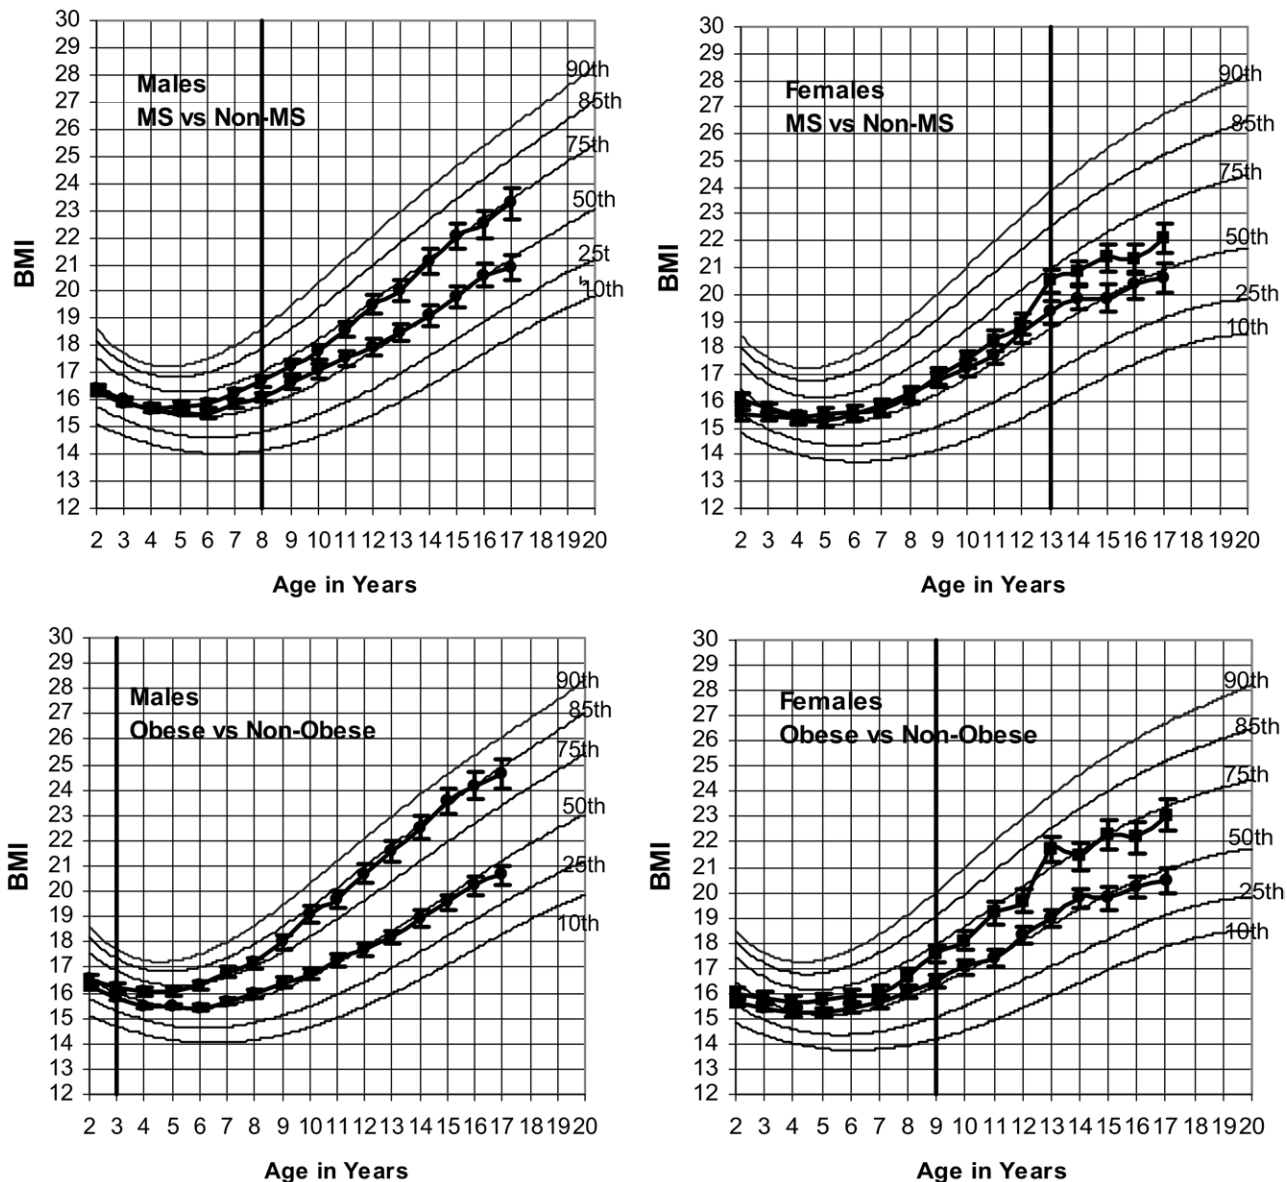 30
29
28
27
26
25
24
23
22
21
20
19
18
17
16
15
14
13
12
BMI
Males
MS vs Non-MS
90th
85th
75th
50th
25t
10th
2 3 4 5 6 7 8 9 10 11 12 13 14 15 16 17 18 19 20
Age in Years
30
29
28
27
26
25
24
23
22
21
20
19
18
17
16
15
14
13
12
BMI
Females
MS vs Non-MS
90th
85th
75th
50th
25th
10th
2 3 4 5 6 7 8 9 10 11 12 13 14 15 16 17 18 19 20
Age in Years
30
29
28
27
26
25
24
23
22
21
20
19
18
17
16
15
14
13
12
BMI
Males
Obese vs Non-Obese
90th
85th
75th
50th
25th
10th
2 3 4 5 6 7 8 9 10 11 12 13 14 15 16 17 18 19 20
Age in Years
30
29
28
27
26
25
24
23
22
21
20
19
18
17
16
15
14
13
12
BMI
Females
Obese vs Non-Obese
90th
85th
75th
50th
25th
10th
2 3 4 5 6 7 8 9 10 11 12 13 14 15 16 17 18 19 20
Age in Years